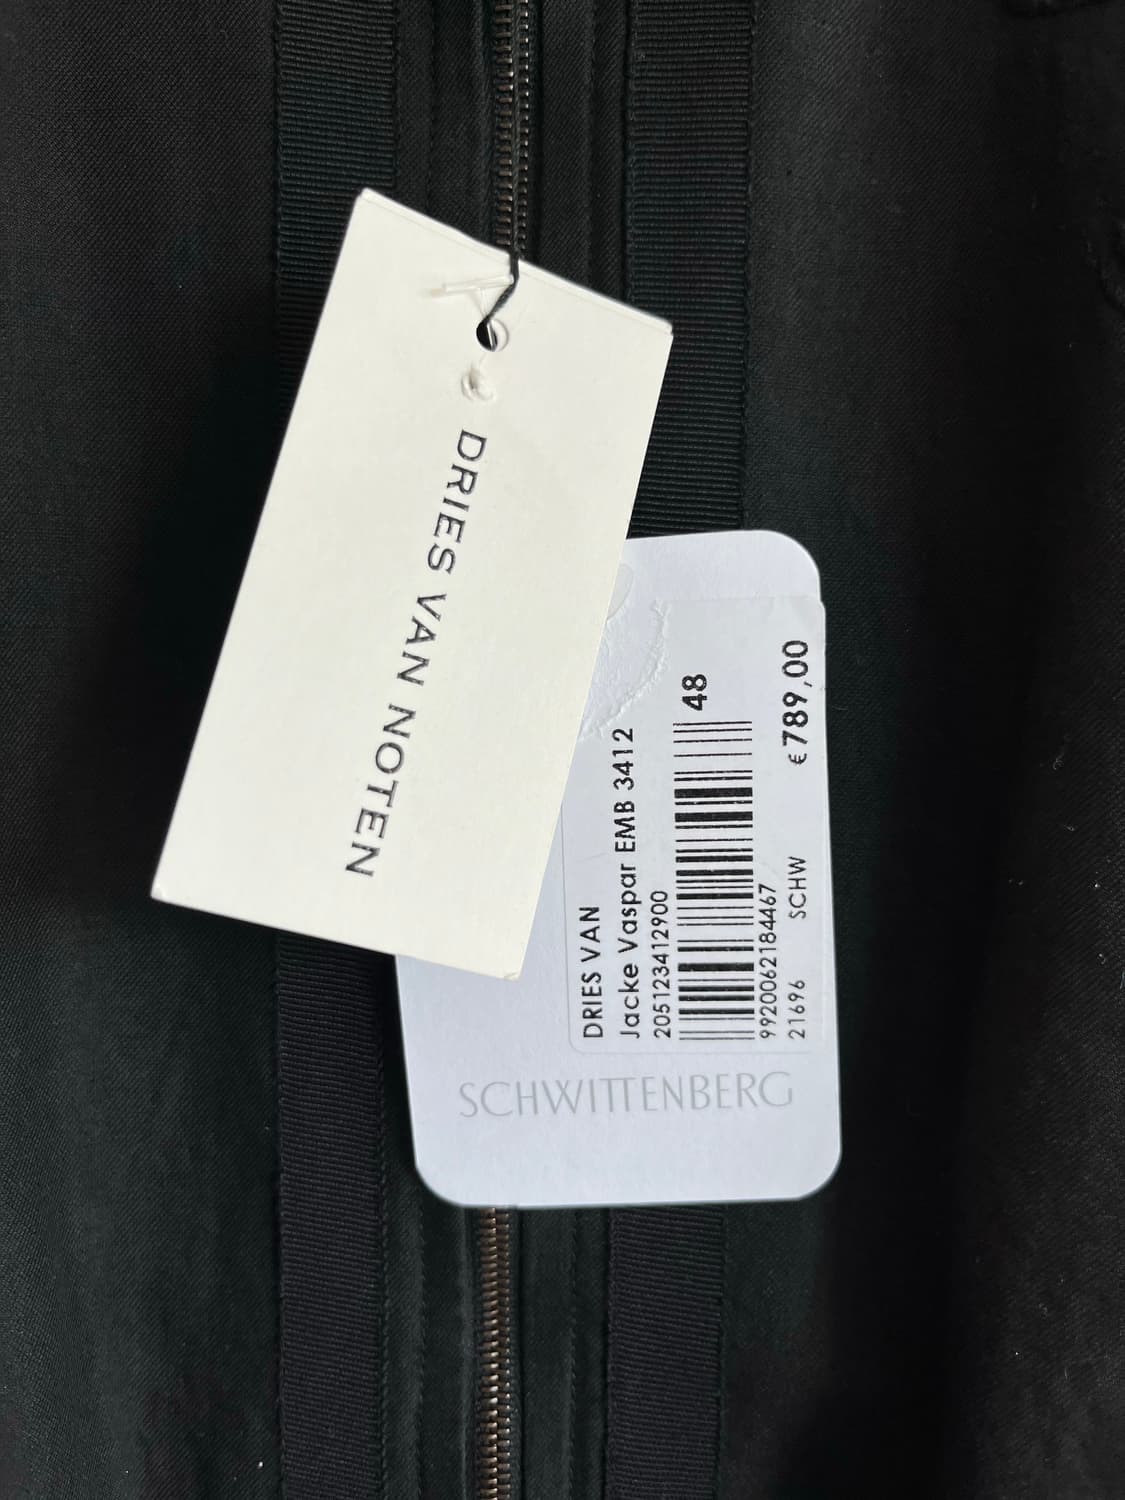 DRIES VAN NOTEN
DRIES VAN
Jacke Vaspar EMB 3412
205123412900
48
9920062184467
21696 SCHW
€ 789,00
SCHWITTENBERG